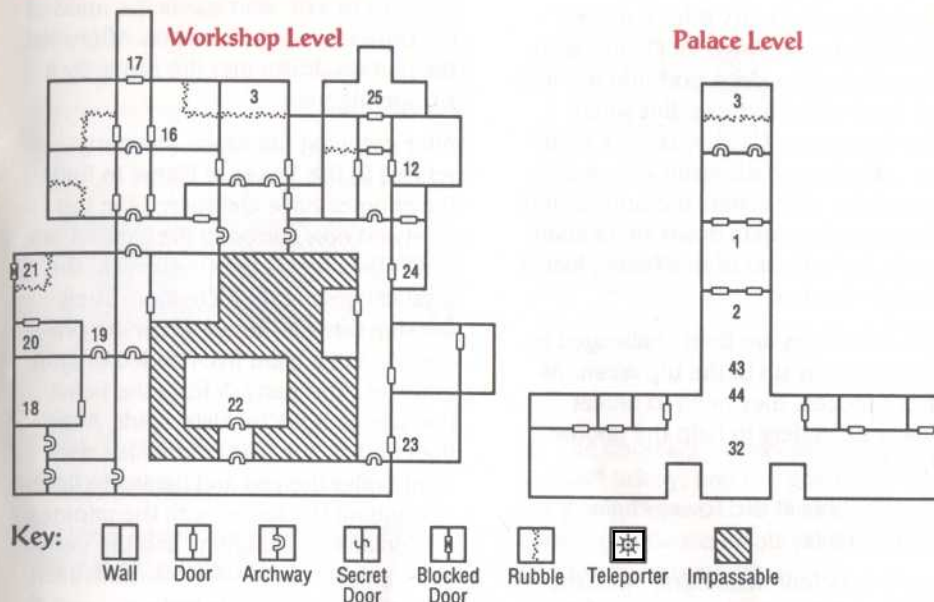 Workshop Level
Palace Level
17
3
25
3
16
12
1
21
24
2
20
19
43
44
18
22
23
32
Key:
Wall
Door
Archway
Secret Door
Blocked Door
Rubble
Teleporter
Impassable